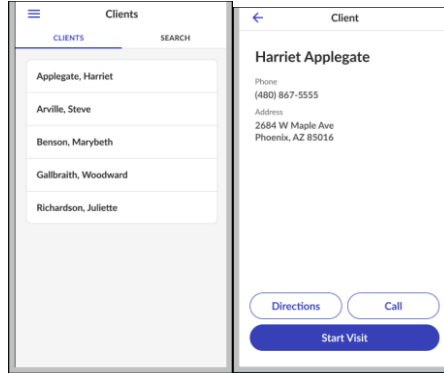 Clients
CLIENTS
SEARCH
Applegate, Harriet
Arville, Steve
Benson, Marybeth
Gallbraith, Woodward
Richardson, Juliette
Client
Harriet Applegate
Phone
(480) 867-5555
Address
2684 W Maple Ave
Phoenix, AZ 85016
Directions
Call
Start Visit